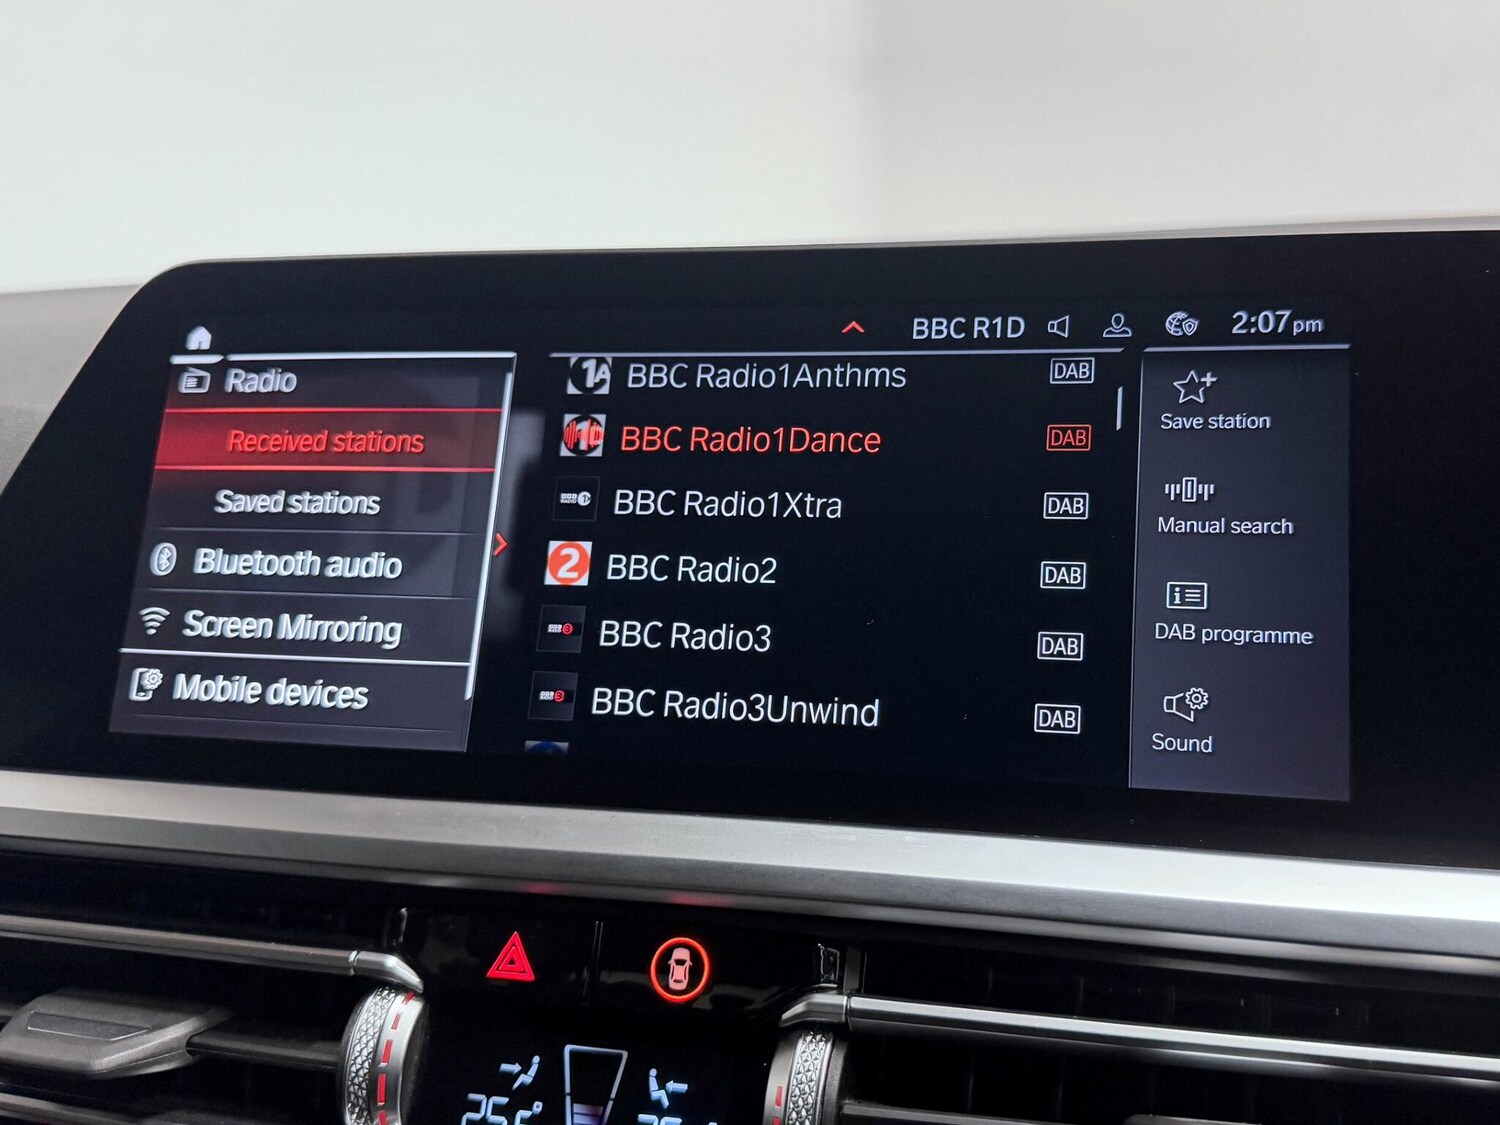 BBC R1D
2:07pm
Radio
Received stations
Saved stations
Bluetooth audio
Screen Mirroring
Mobile devices
1A BBC Radio1Anthms DAB
BBC Radio1Dance DAB
BBC Radio1Xtra DAB
2 BBC Radio2 DAB
BBC Radio3 DAB
BBC Radio3Unwind DAB
Save station
Manual search
DAB programme
Sound